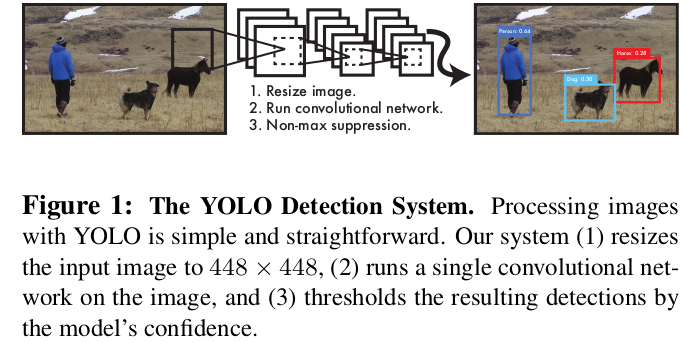 Person: 0.64
Horse: 0.28
Dog: 0.30
1. Resize image.
2. Run convolutional network.
3. Non-max suppression.
Figure 1: The YOLO Detection System. Processing images
with YOLO is simple and straightforward. Our system (1) resizes
the input image to 448 × 448, (2) runs a single convolutional net-
work on the image, and (3) thresholds the resulting detections by
the model's confidence.